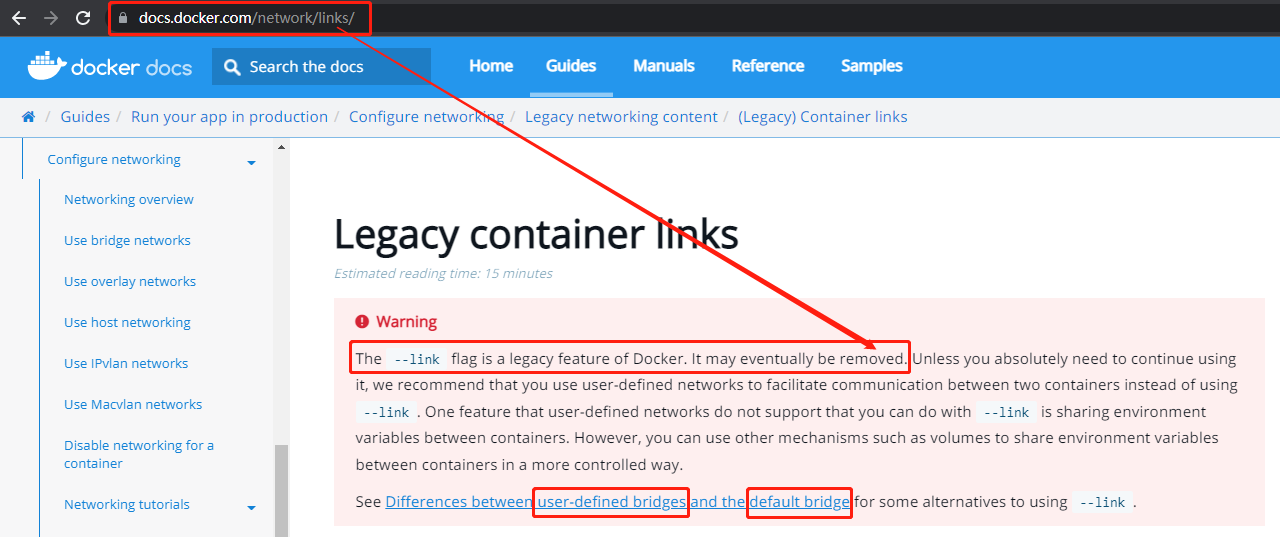 docs.docker.com/network/links/
docker docs
Search the docs
Home
Guides
Manuals
Reference
Samples
/ Guides / Run your app in production / Configure networking / Legacy networking content / (Legacy) Container links
Configure networking
Networking overview
Use bridge networks
Use overlay networks
Use host networking
Use IPvlan networks
Use Macvlan networks
Disable networking for a
container
Networking tutorials
Legacy container links
Estimated reading time: 15 minutes
Warning
The --link flag is a legacy feature of Docker. It may eventually be removed. Unless you absolutely need to continue using
it, we recommend that you use user-defined networks to facilitate communication between two containers instead of using
--link. One feature that user-defined networks do not support that you can do with --link is sharing environment
variables between containers. However, you can use other mechanisms such as volumes to share environment variables
between containers in a more controlled way.
See Differences between user-defined bridges and the default bridge for some alternatives to using --link.